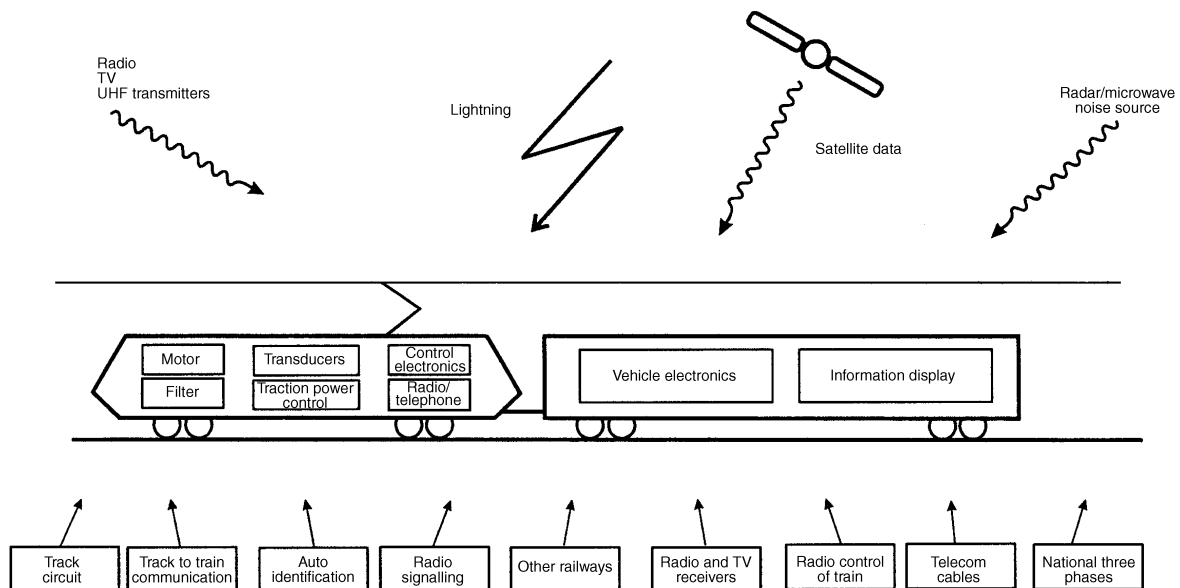 Radio
TV
UHF transmitters
Lightning
Satellite data
Radar/microwave
noise source
Motor
Transducers
Control
electronics
Filter
Traction power
control
Radio/
telephone
Vehicle electronics
Information display
Track
circuit
Track to train
communication
Auto
identification
Radio
signalling
Other railways
Radio and TV
receivers
Radio control
of train
Telecom
cables
National three
phases